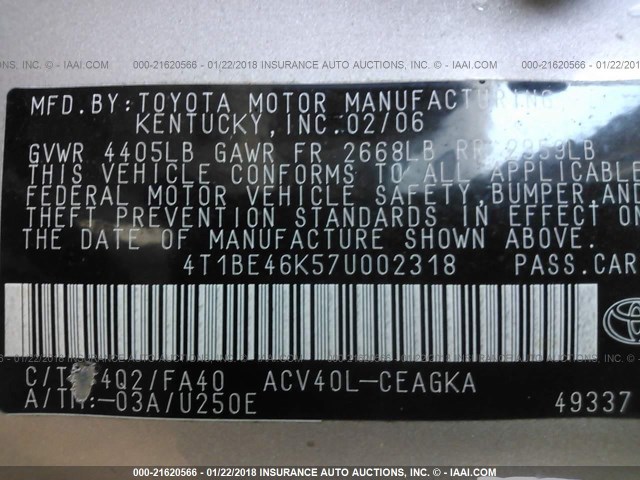 000-21620566 - 01/22/2018 INSURANCE AUTO AUCTIONS, INC. - © - IAAI.COM
MFD.BY:TOYOTA MOTOR MANUFACTURING,
KENTUCKY,INC.02/06
GVWR 4405LB GAWR FR 2668LB RR
THIS VEHICLE CONFORMS TO ALL APPLICABLE
FEDERAL MOTOR VEHICLE SAFETY,BUMPER,AND
THEFT PREVENTION STANDARDS IN EFFECT ON
THE DATE OF MANUFACTURE SHOWN ABOVE.
4T1BE46K57U002318 PASS.CAR
C/T 4Q2/FA40 ACV40L-CEAGKA
A/TM:-03A/U250E 49337
000-21620566 - 01/22/2018 INSURANCE AUTO AUCTIONS, INC. - © - IAAI.COM